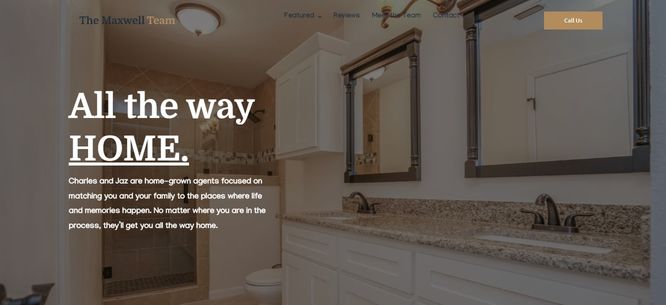 The Maxwell Team
Featured
Reviews
Meet the Team
Contact
Call Us
All the way
HOME.
Charles and Jaz are home-grown agents focused on
matching you and your family to the places where life
and memories happen. No matter where you are in the
process, they'll get you all the way home.